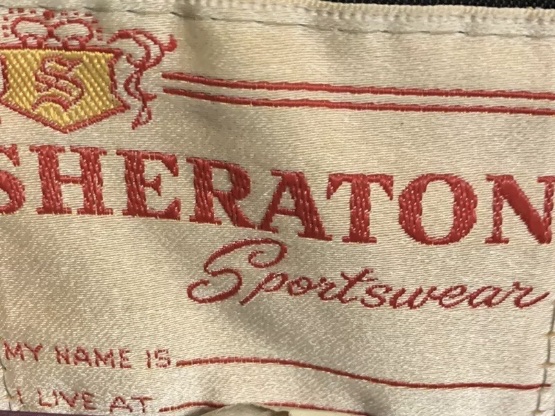 S
SHERATON
Sportswear
MY NAME IS
I LIVE AT